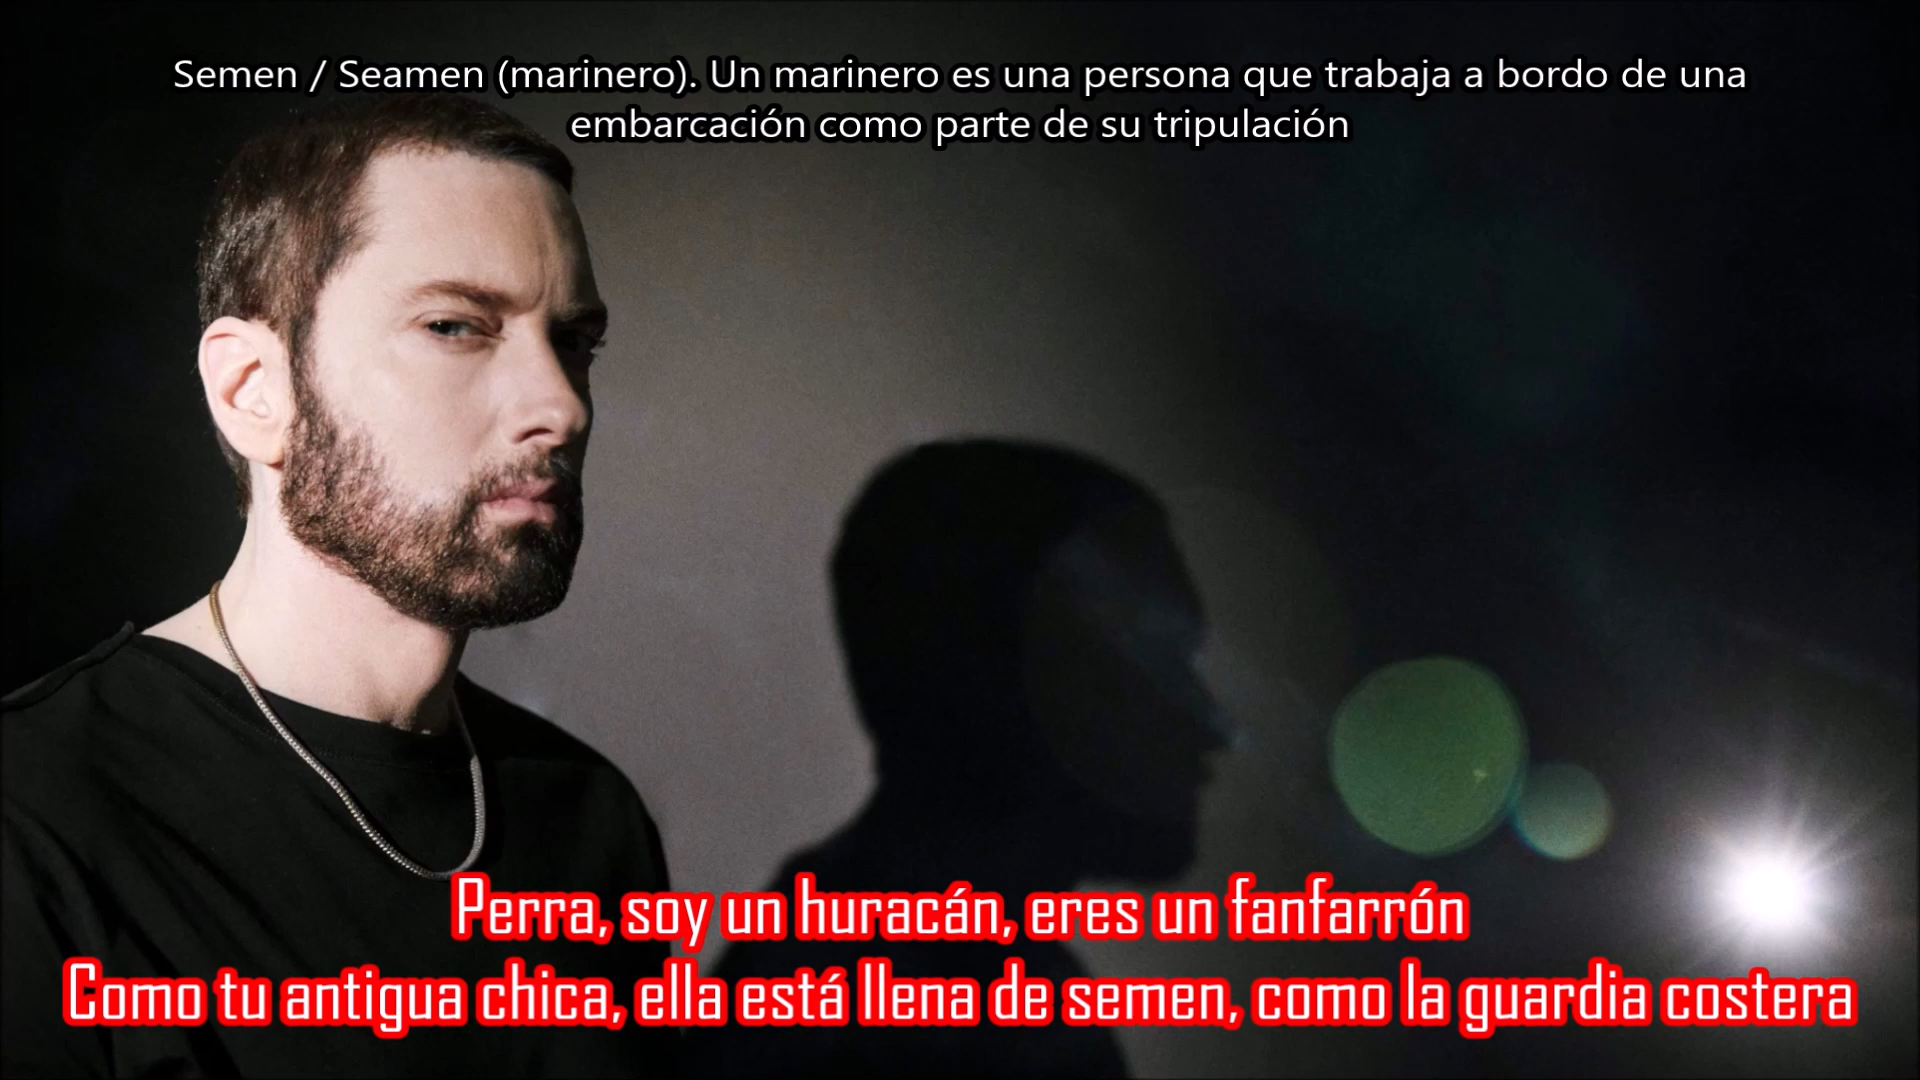 Semen / Seamen (marinero). Un marinero es una persona que trabaja a bordo de una
embarcación como parte de su tripulación
Perra, soy un huracán, eres un fanfarrón
Como tu antigua chica, ella está llena de semen, como la guardia costera